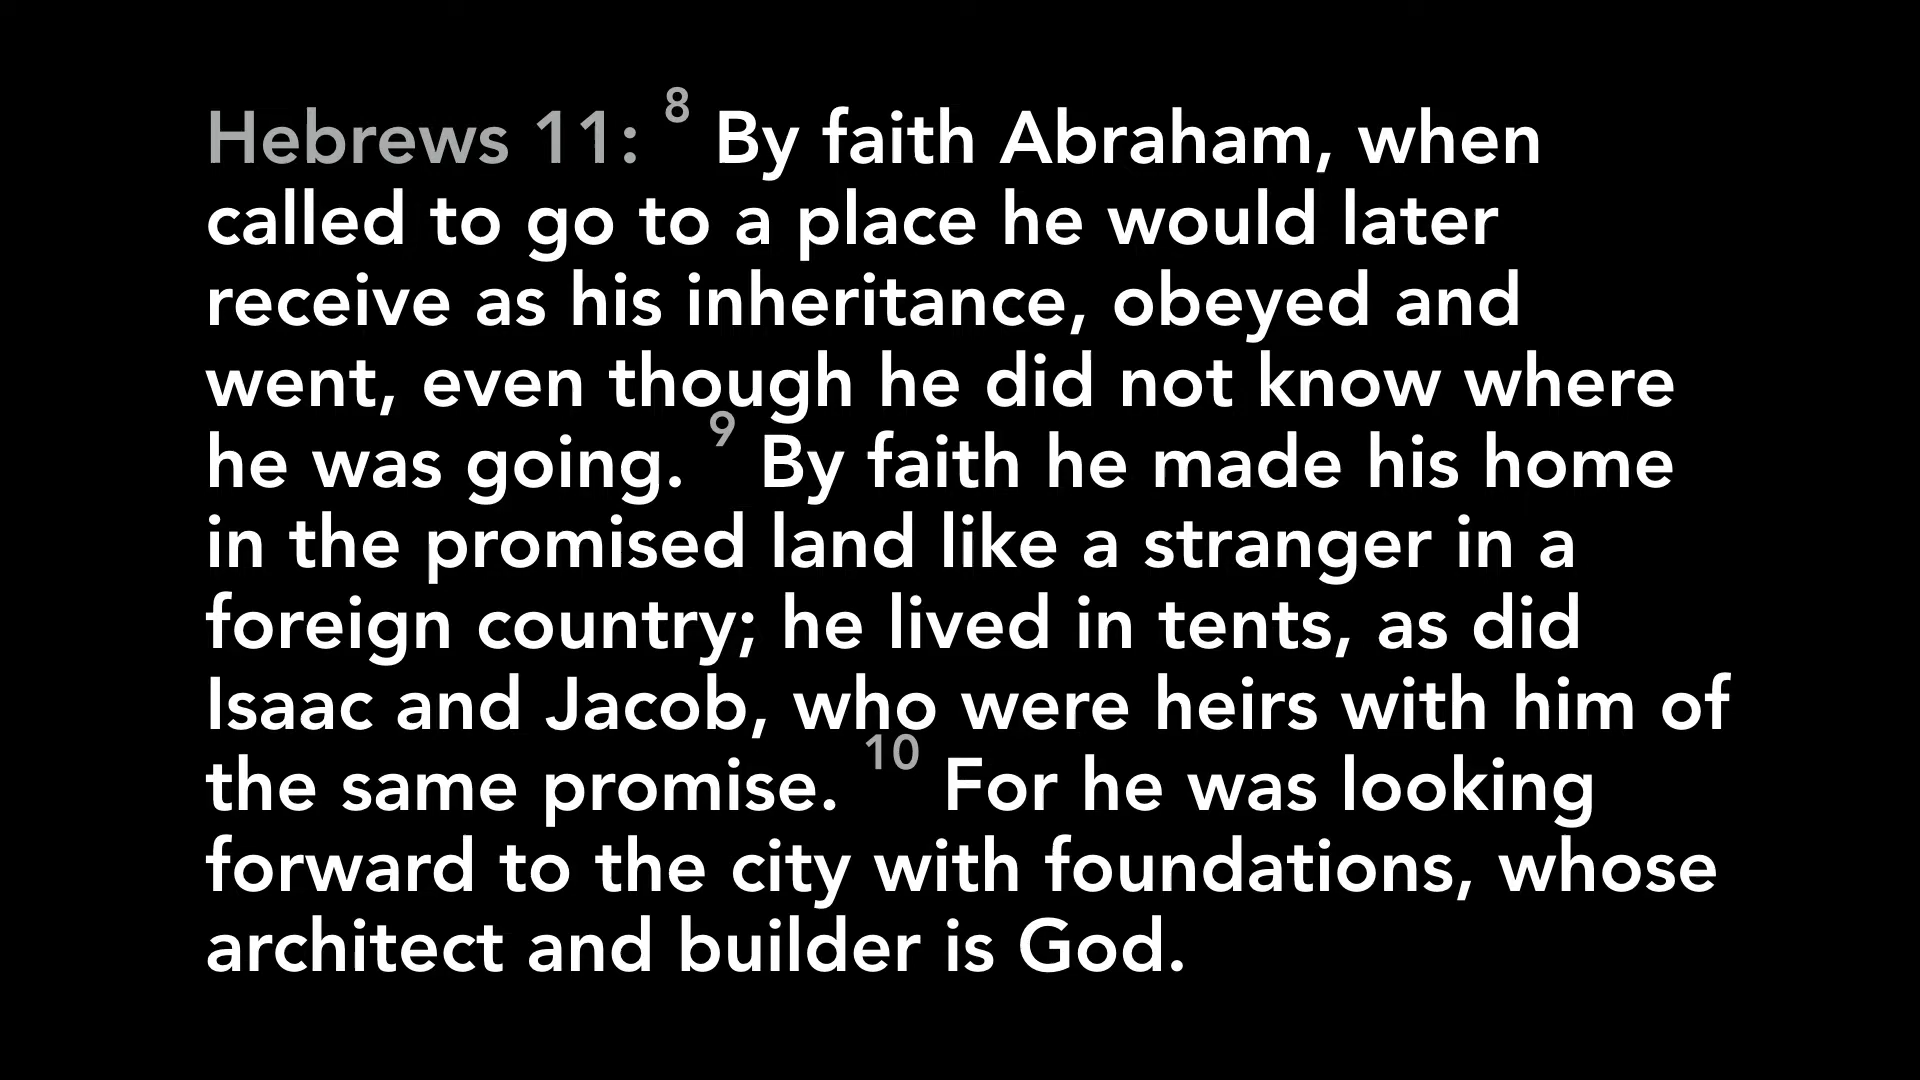 Hebrews 11: 8 By faith Abraham, when
called to go to a place he would later
receive as his inheritance, obeyed and
went, even though he did not know where
he was going. 9 By faith he made his home
in the promised land like a stranger in a
foreign country; he lived in tents, as did
Isaac and Jacob, who were heirs with him of
the same promise. 10 For he was looking
forward to the city with foundations, whose
architect and builder is God.